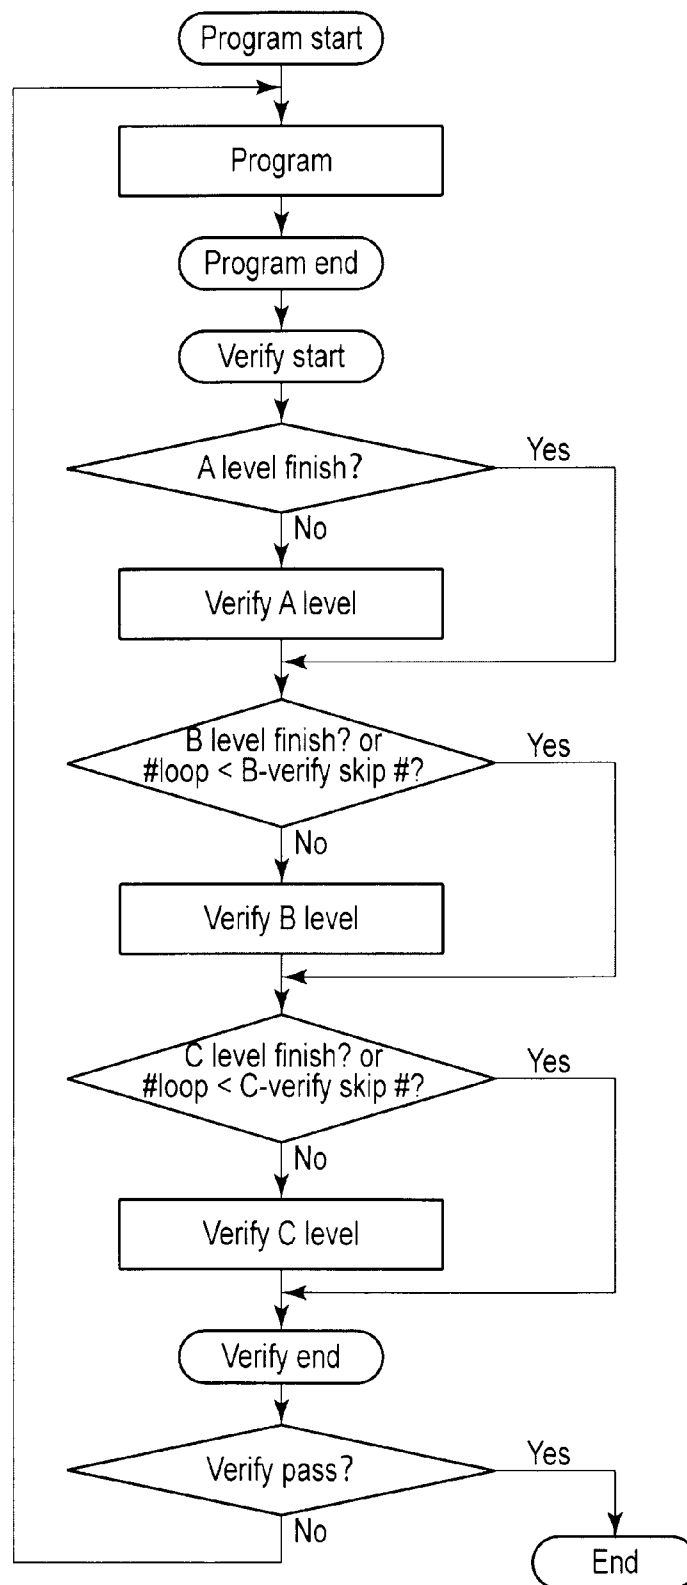 Program start
Program
Program end
Verify start
A level finish?
Yes
No
Verify A level
B level finish? or
#loop < B-verify skip #?
Yes
No
Verify B level
C level finish? or
#loop < C-verify skip #?
Yes
No
Verify C level
Verify end
Verify pass?
Yes
No
End